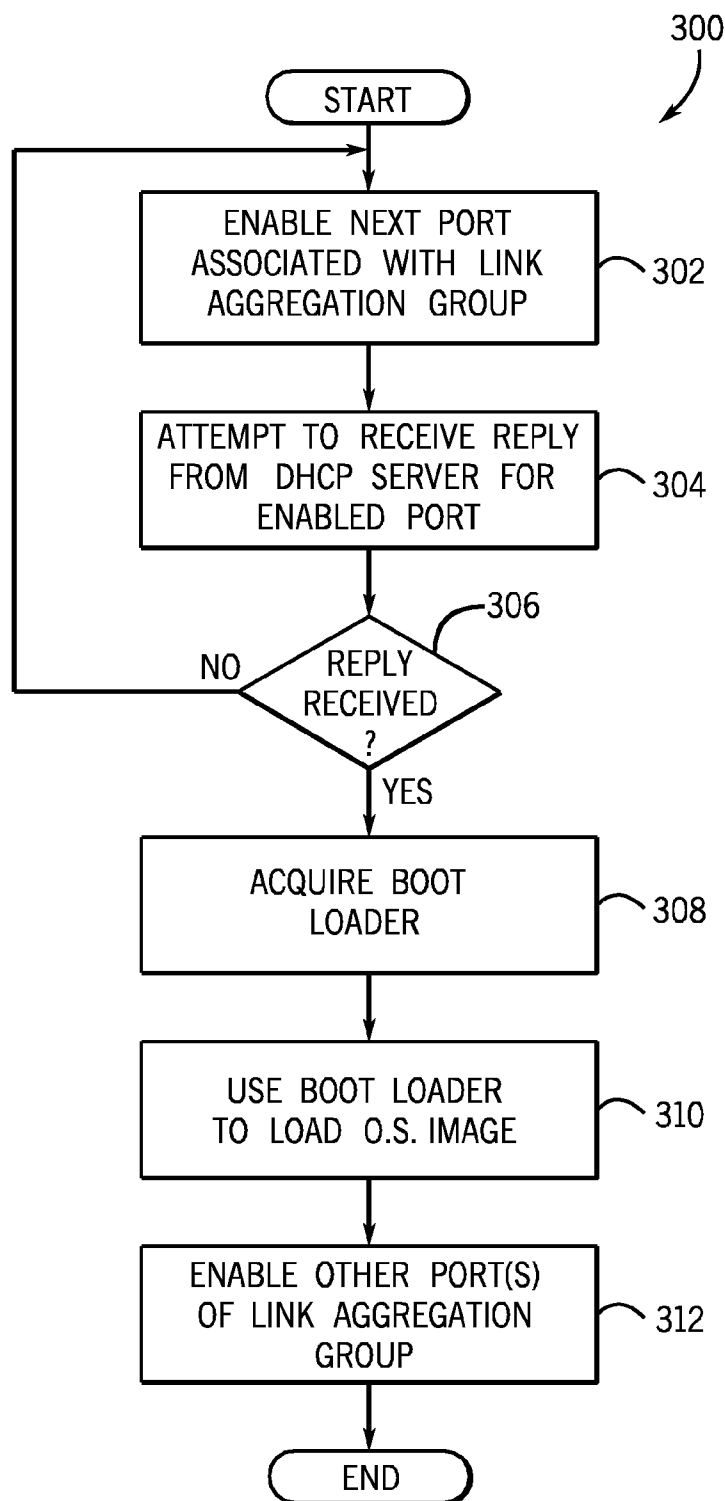 300
START
ENABLE NEXT PORT
ASSOCIATED WITH LINK
AGGREGATION GROUP
302
ATTEMPT TO RECEIVE REPLY
FROM DHCP SERVER FOR
ENABLED PORT
304
306
NO
REPLY
RECEIVED
?
YES
ACQUIRE BOOT
LOADER
308
USE BOOT LOADER
TO LOAD O.S. IMAGE
310
ENABLE OTHER PORT(S)
OF LINK AGGREGATION
GROUP
312
END